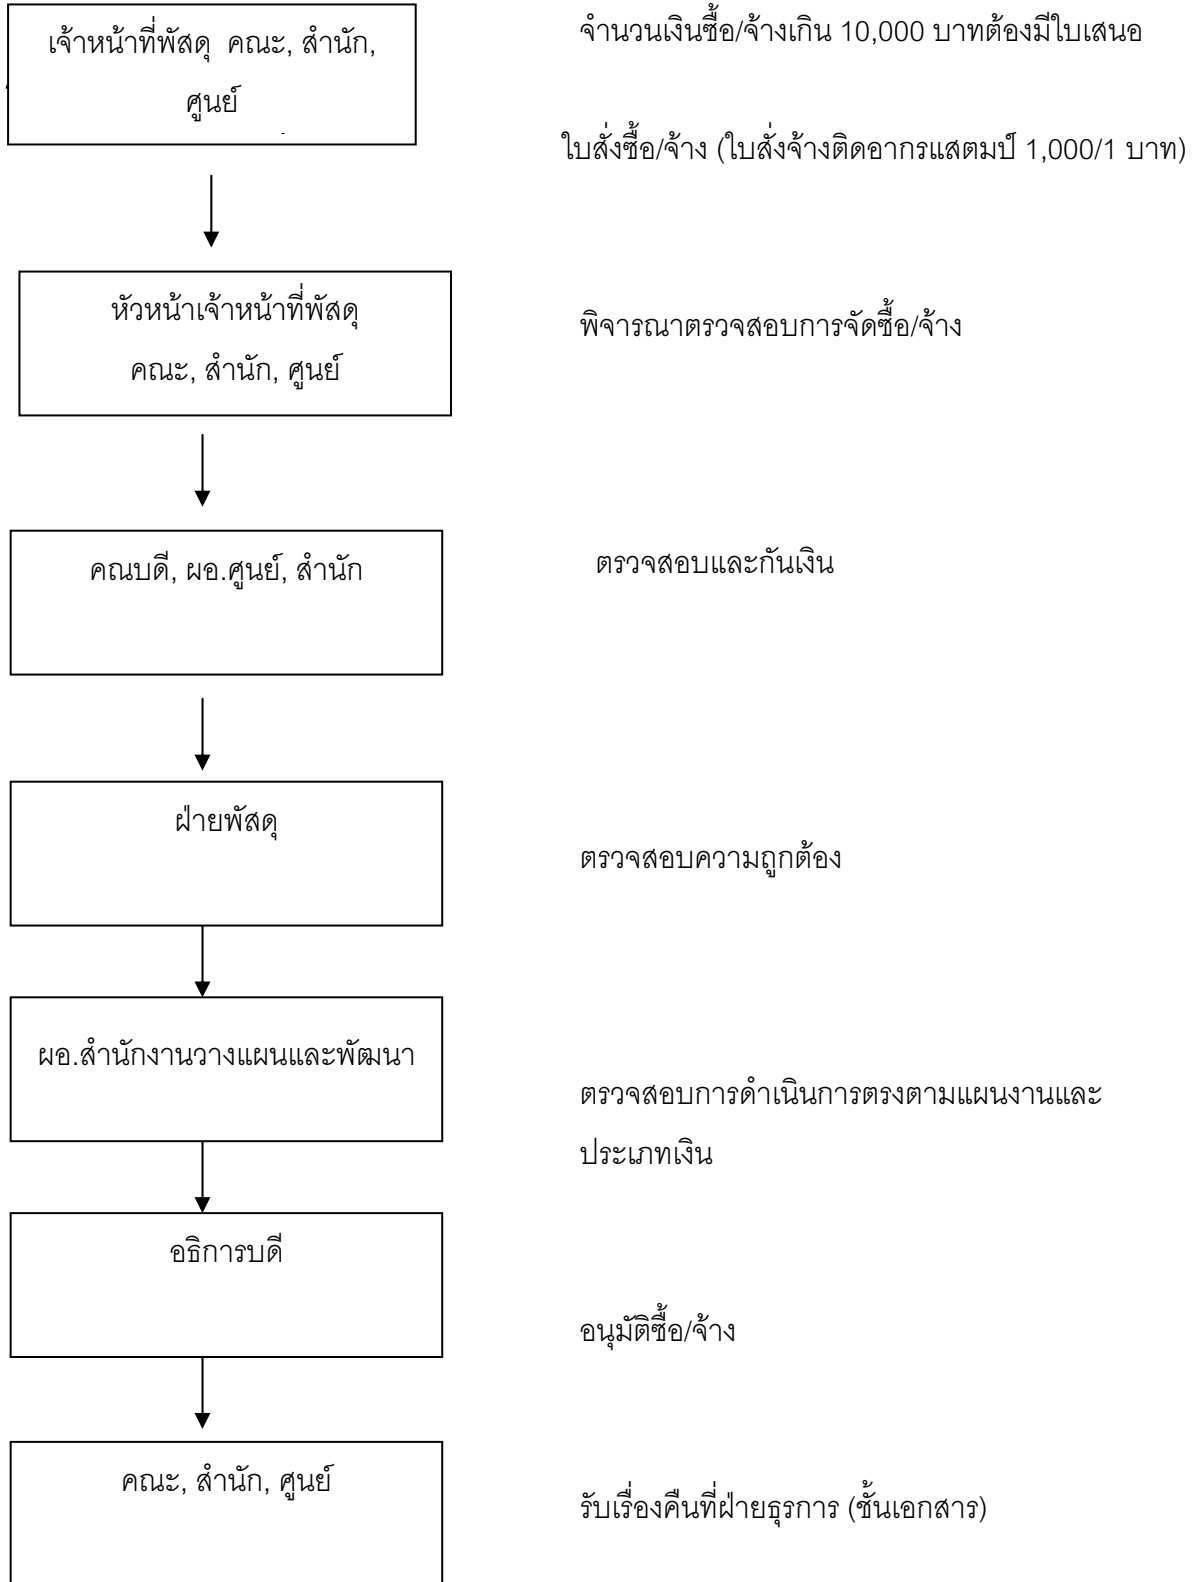 เจ้าหน้าที่พัสดุ คณะ, สำนัก,
ศูนย์
จำนวนเงินซื้อ/จ้างเกิน 10,000 บาทต้องมีใบเสนอ
ใบสั่งซื้อ/จ้าง (ใบสั่งจ้างติดอากรแสตมป์ 1,000/1 บาท)
หัวหน้าเจ้าหน้าที่พัสดุ
คณะ, สำนัก, ศูนย์
พิจารณาตรวจสอบการจัดซื้อ/จ้าง
คณบดี, ผอ.ศูนย์, สำนัก
ตรวจสอบและกันเงิน
ฝ่ายพัสดุ
ตรวจสอบความถูกต้อง
ผอ.สำนักงานวางแผนและพัฒนา
ตรวจสอบการดำเนินการตรงตามแผนงานและ
ประเภทเงิน
อธิการบดี
อนุมัติซื้อ/จ้าง
คณะ, สำนัก, ศูนย์
รับเรื่องคืนที่ฝ่ายธุรการ (ชั้นเอกสาร)